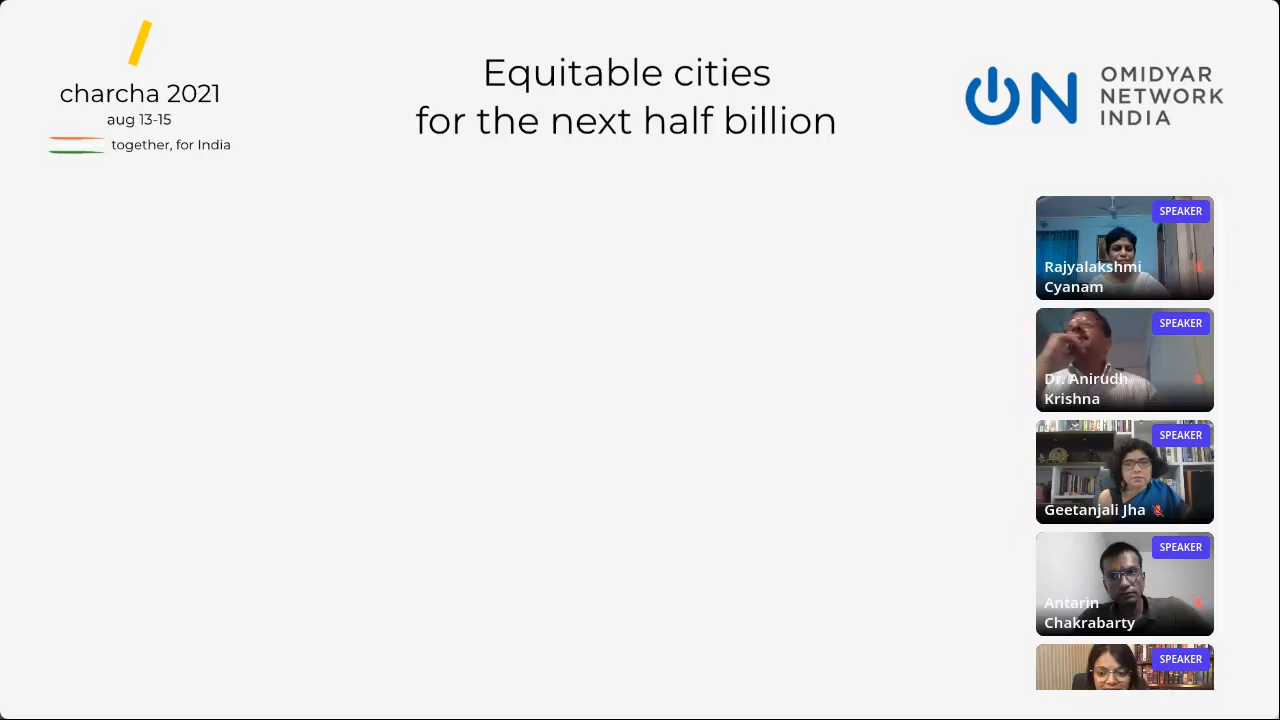 charcha 2021
aug 13-15
together, for India
Equitable cities
for the next half billion
ON
OMIDYAR
NETWORK
INDIA
SPEAKER
Rajyalakshmi
Cyanam
SPEAKER
Dr. Anirudh
Krishna
SPEAKER
Geetanjali Jha
SPEAKER
Antarin
Chakrabarty
SPEAKER